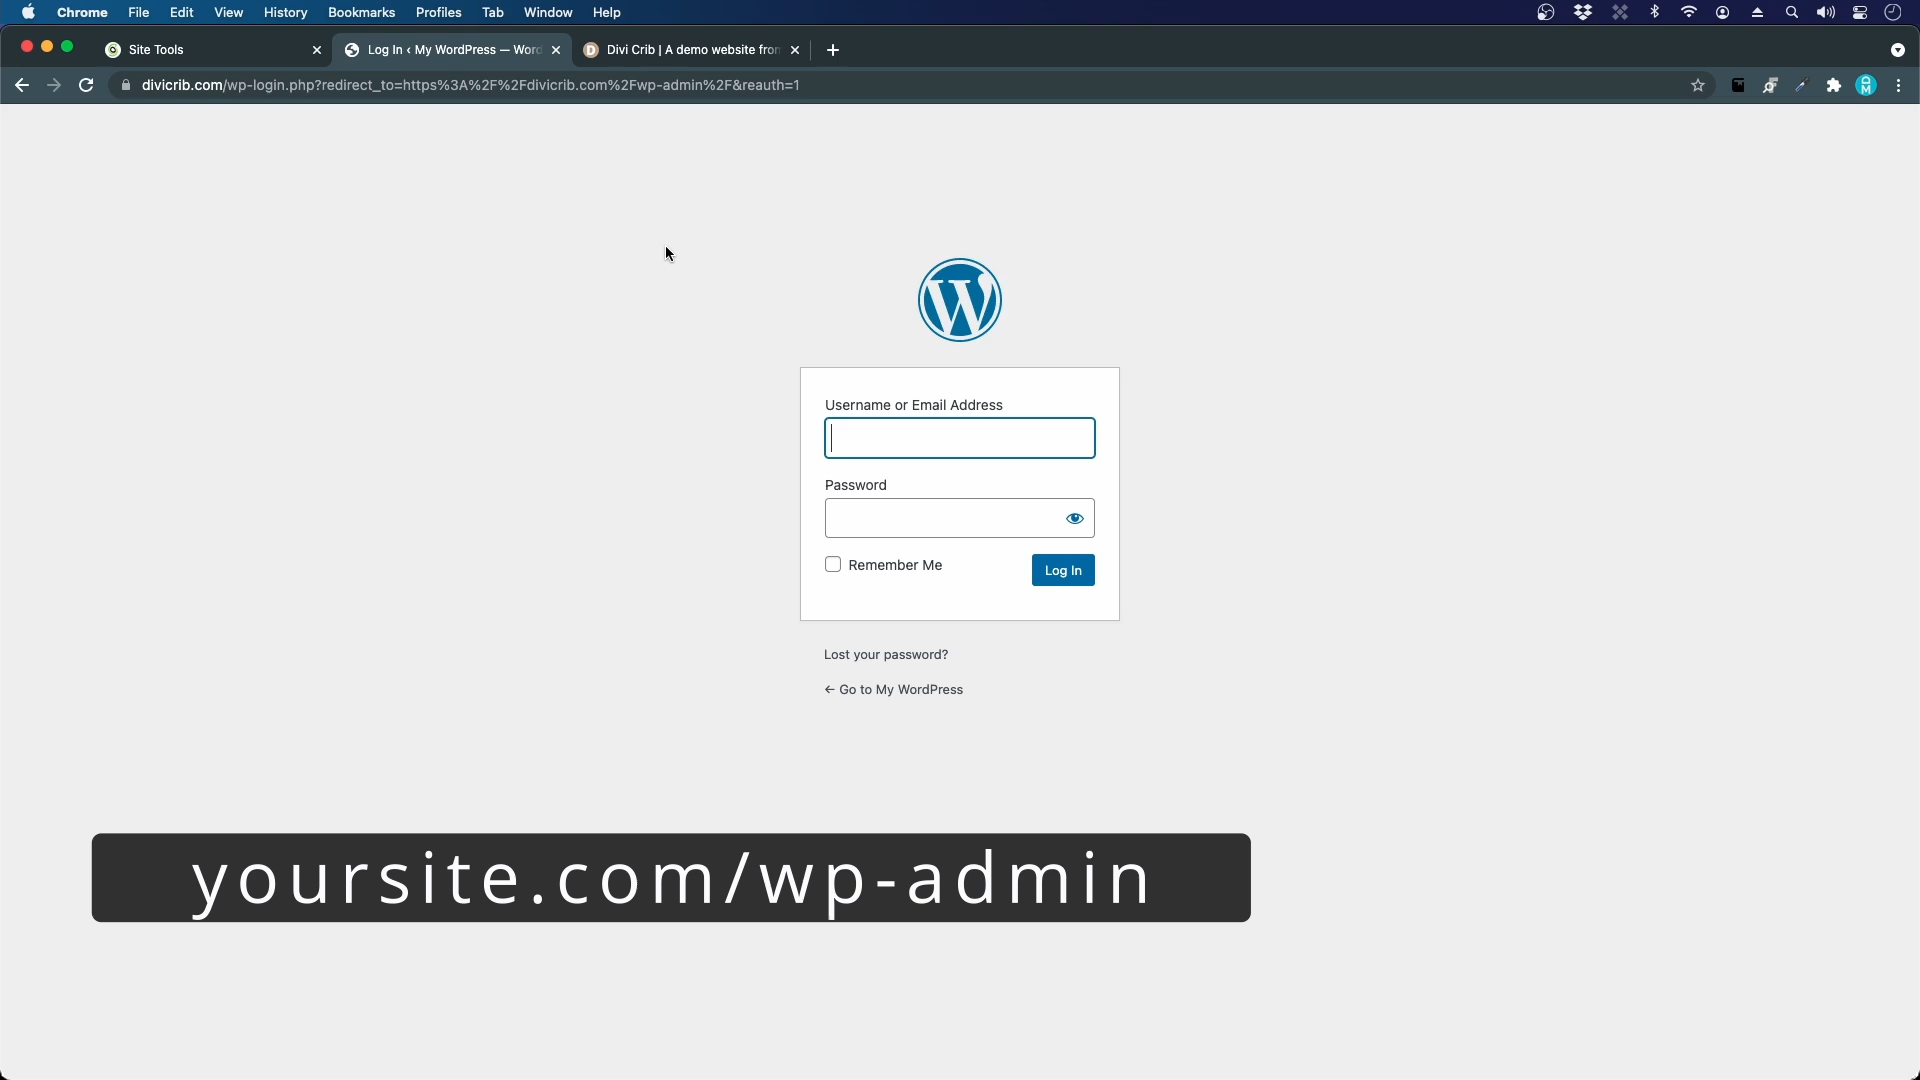 Chrome File Edit View History Bookmarks Profiles Tab Window Help
Site Tools
Log In ‹ My WordPress — Word
Divi Crib | A demo website from
divicrib.com/wp-login.php?redirect_to=https%3A%2F%2Fdivicrib.com%2Fwp-admin%2F&reauth=1
Username or Email Address
Password
Remember Me
Log In
Lost your password?
← Go to My WordPress
yoursite.com/wp-admin